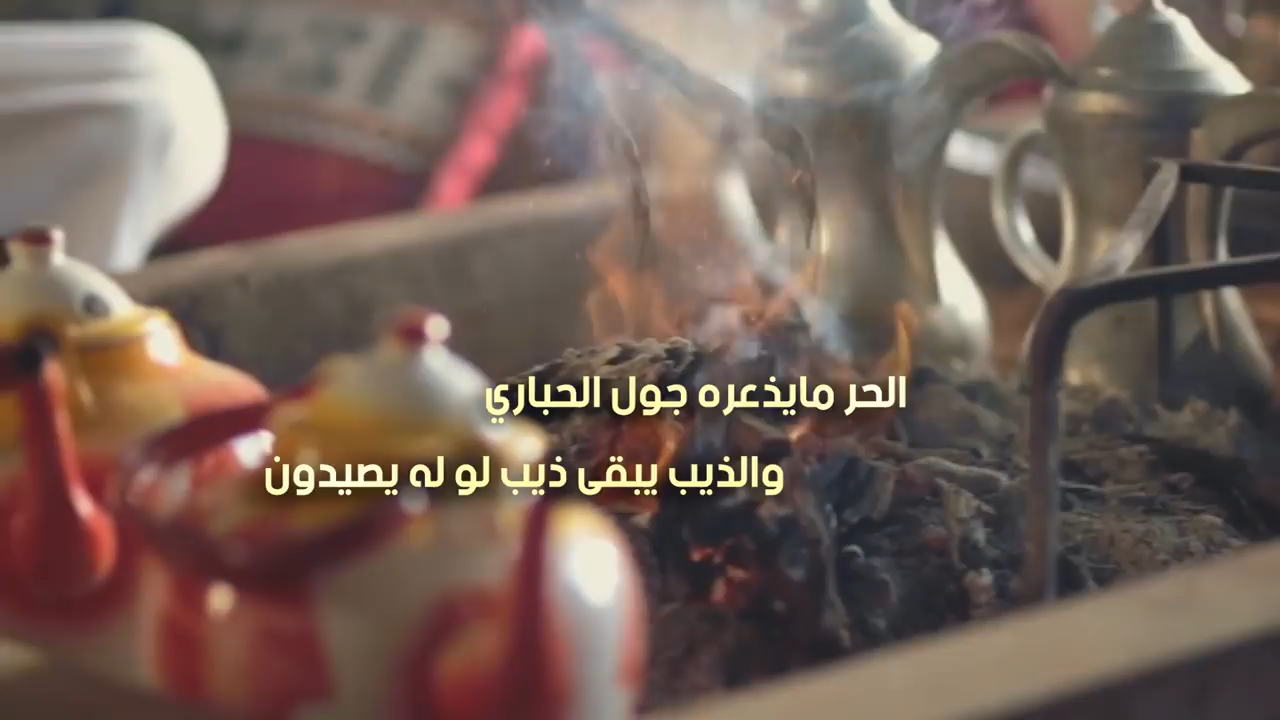 الحر مايذعره جول الحباري
والذيب يبقى ذيب لو له يصيدون